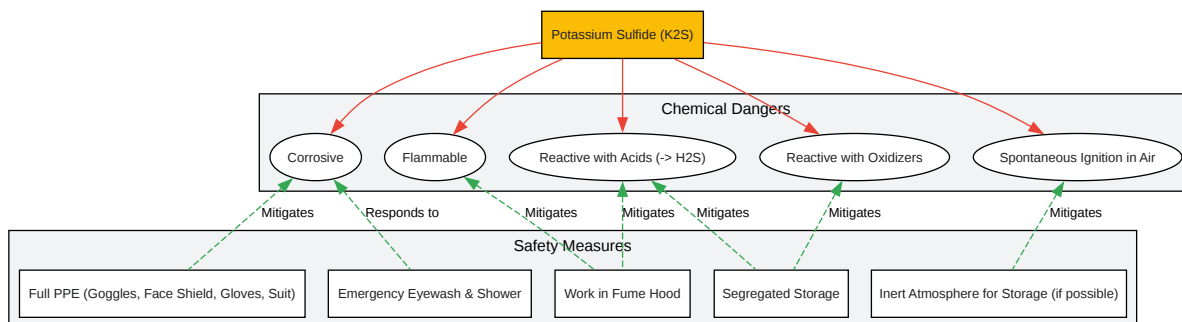 Potassium Sulfide (K2S)
Chemical Dangers
Corrosive
Flammable
Reactive with Acids (-> H2S)
Reactive with Oxidizers
Spontaneous Ignition in Air
Mitigates
Responds to
Mitigates
Mitigates
Mitigates
Mitigates
Mitigates
Safety Measures
Full PPE (Goggles, Face Shield, Gloves, Suit)
Emergency Eyewash & Shower
Work in Fume Hood
Segregated Storage
Inert Atmosphere for Storage (if possible)